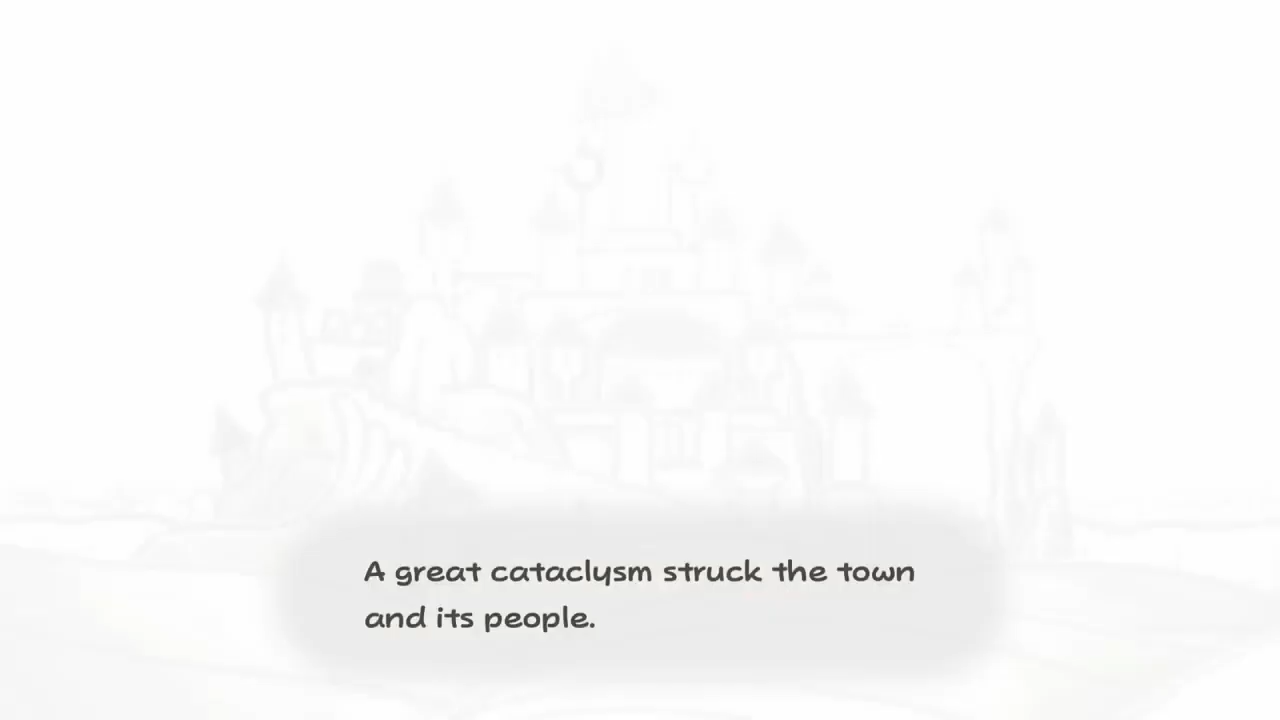 A great cataclysm struck the town
and its people.